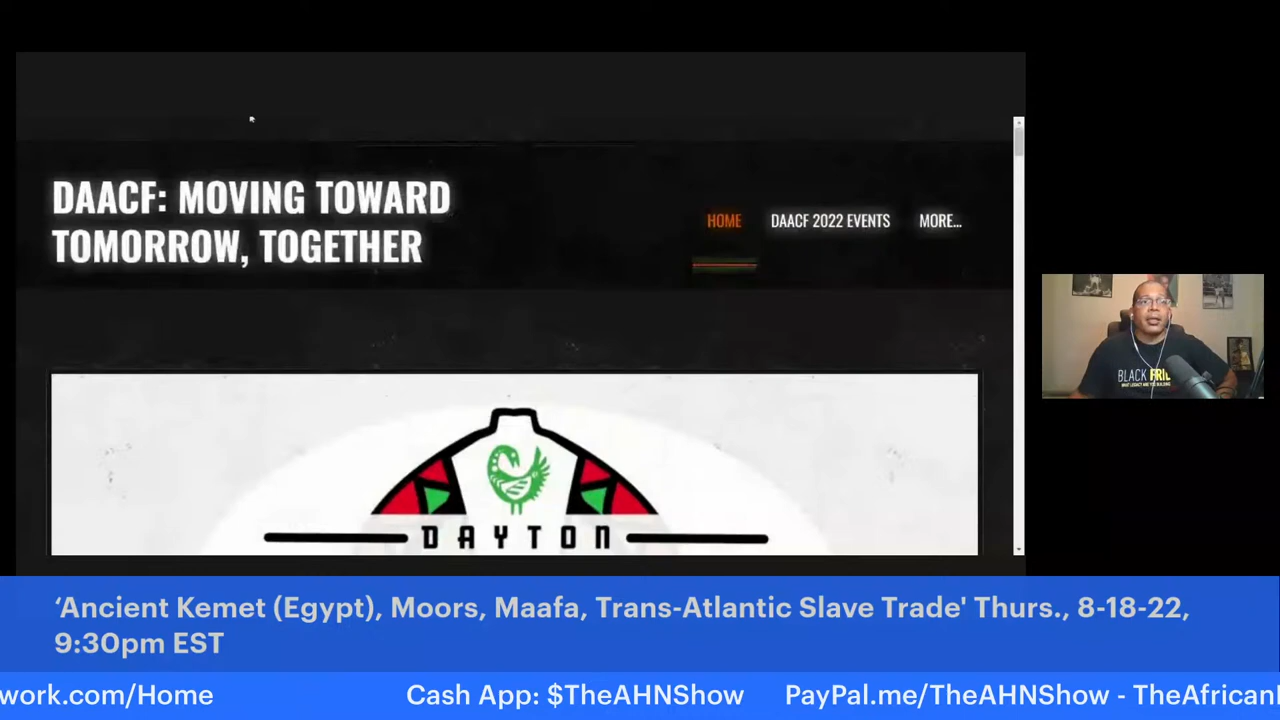 DAACF: MOVING TOWARD
TOMORROW, TOGETHER
HOME
DAACF 2022 EVENTS
MORE...
DAYTON
BLACK
‘Ancient Kemet (Egypt), Moors, Maafa, Trans-Atlantic Slave Trade' Thurs., 8-18-22,
9:30pm EST
work.com/Home Cash App: $TheAHNShow PayPal.me/TheAHNShow - TheAfrican